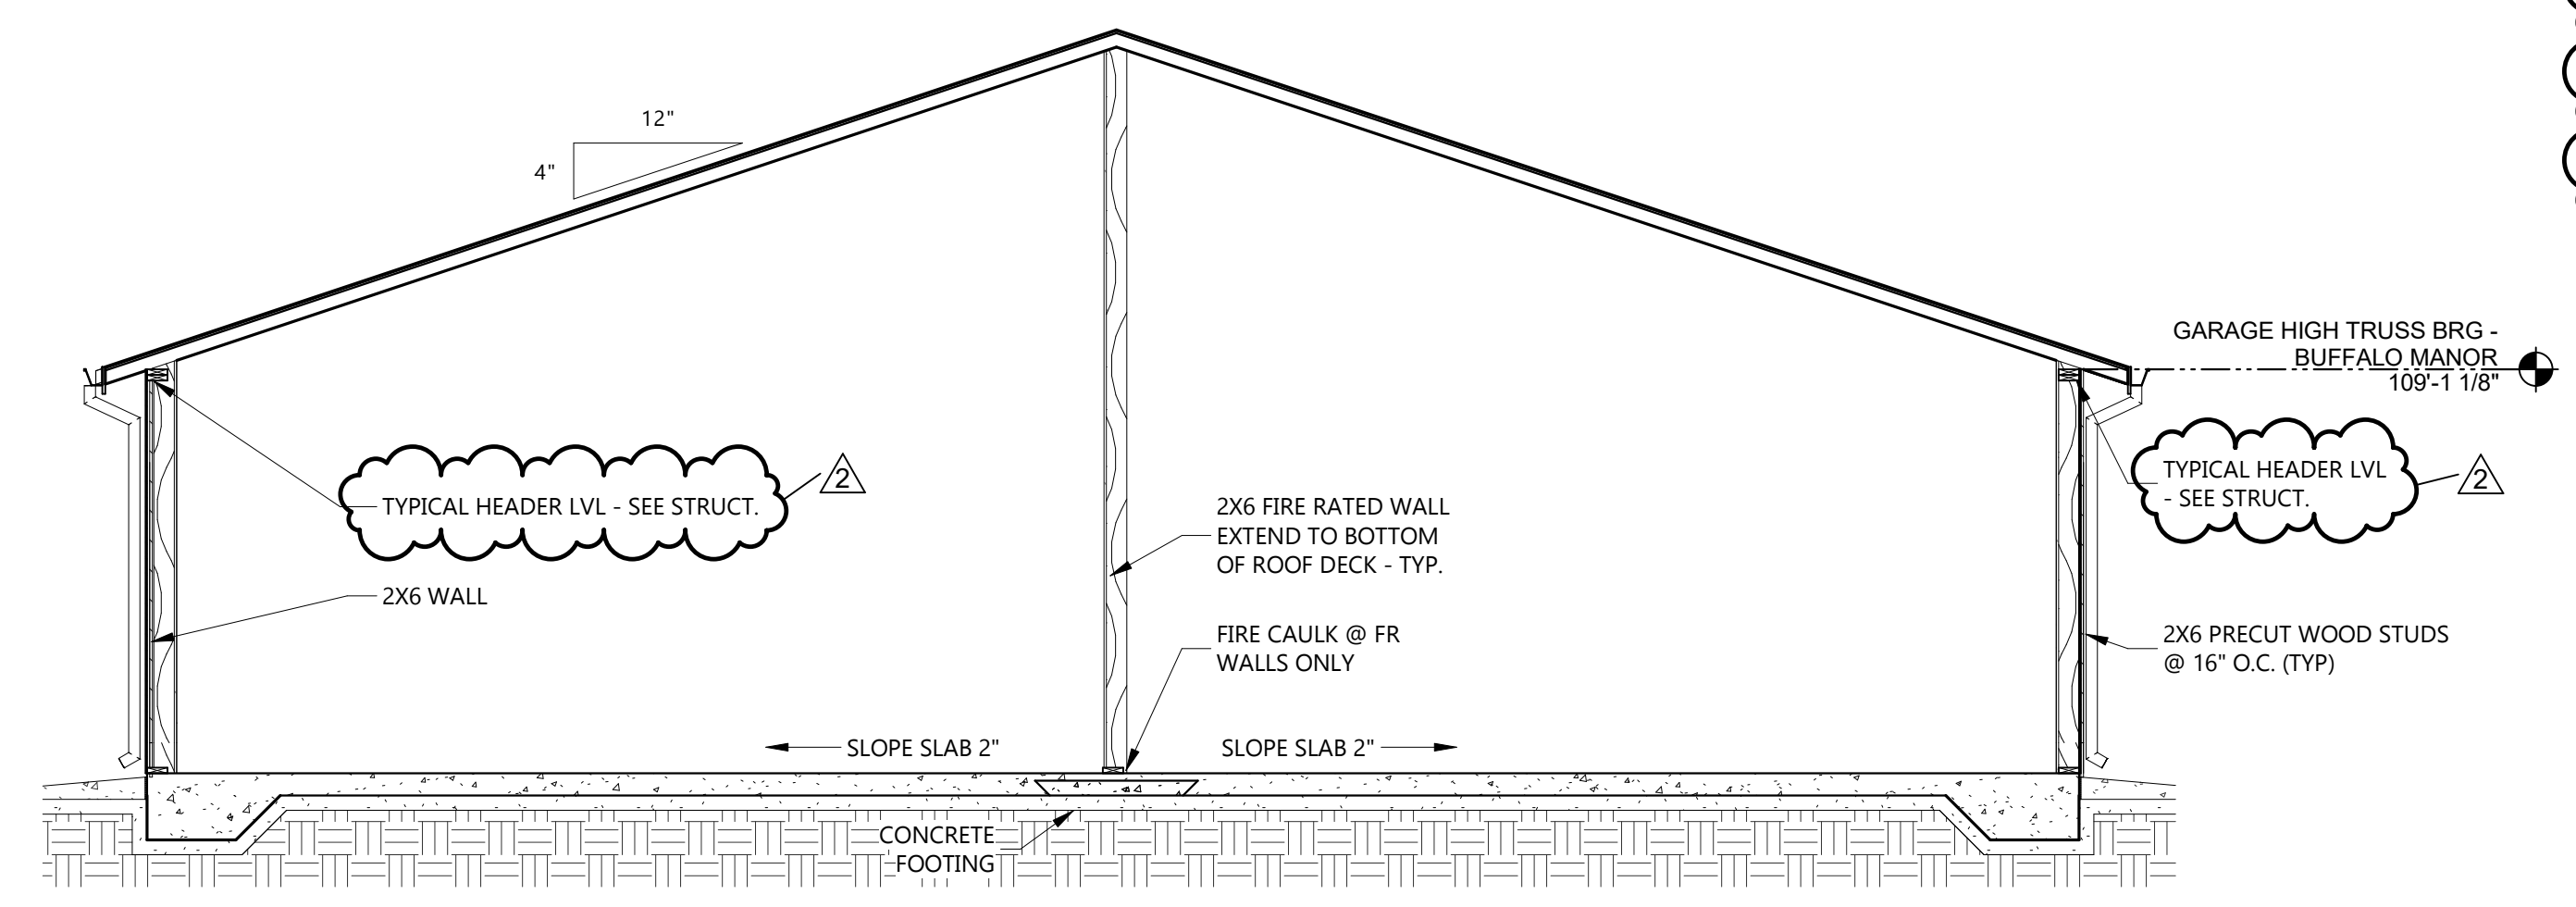 12"
4"
GARAGE HIGH TRUSS BRG -
BUFFALO MANOR
109'-1 1/8"
TYPICAL HEADER LVL - SEE STRUCT.
2
TYPICAL HEADER LVL
- SEE STRUCT.
2
2X6 FIRE RATED WALL
EXTEND TO BOTTOM
OF ROOF DECK - TYP.
2X6 WALL
FIRE CAULK @ FR
WALLS ONLY
2X6 PRECUT WOOD STUDS
@ 16" O.C. (TYP)
SLOPE SLAB 2"
SLOPE SLAB 2"
CONCRETE
FOOTING